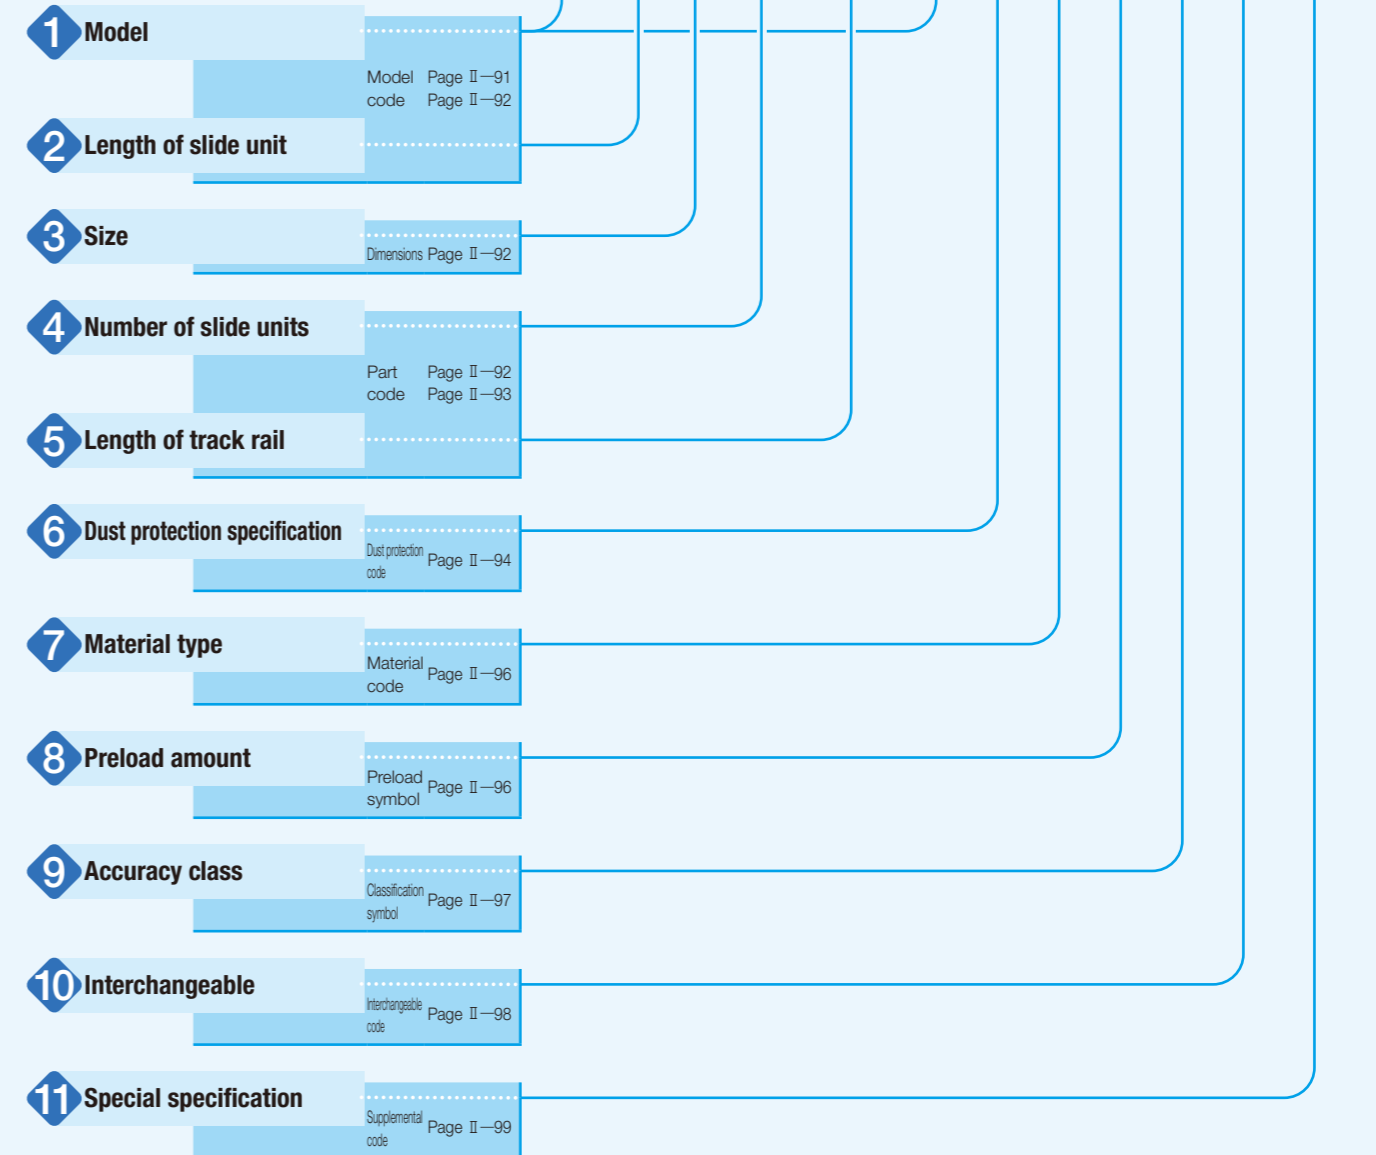 1 Model
Model Page Ⅱ—91
code Page Ⅱ—92
2 Length of slide unit
3 Size
Dimensions Page Ⅱ—92
4 Number of slide units
Part Page Ⅱ—92
code Page Ⅱ—93
5 Length of track rail
6 Dust protection specification
Dust protection
code
Page Ⅱ—94
7 Material type
Material
code
Page Ⅱ—96
8 Preload amount
Preload
symbol
Page Ⅱ—96
9 Accuracy class
Classification
symbol
Page Ⅱ—97
10 Interchangeable
Interchangeable
code
Page Ⅱ—98
11 Special specification
Supplemental
code
Page Ⅱ—99